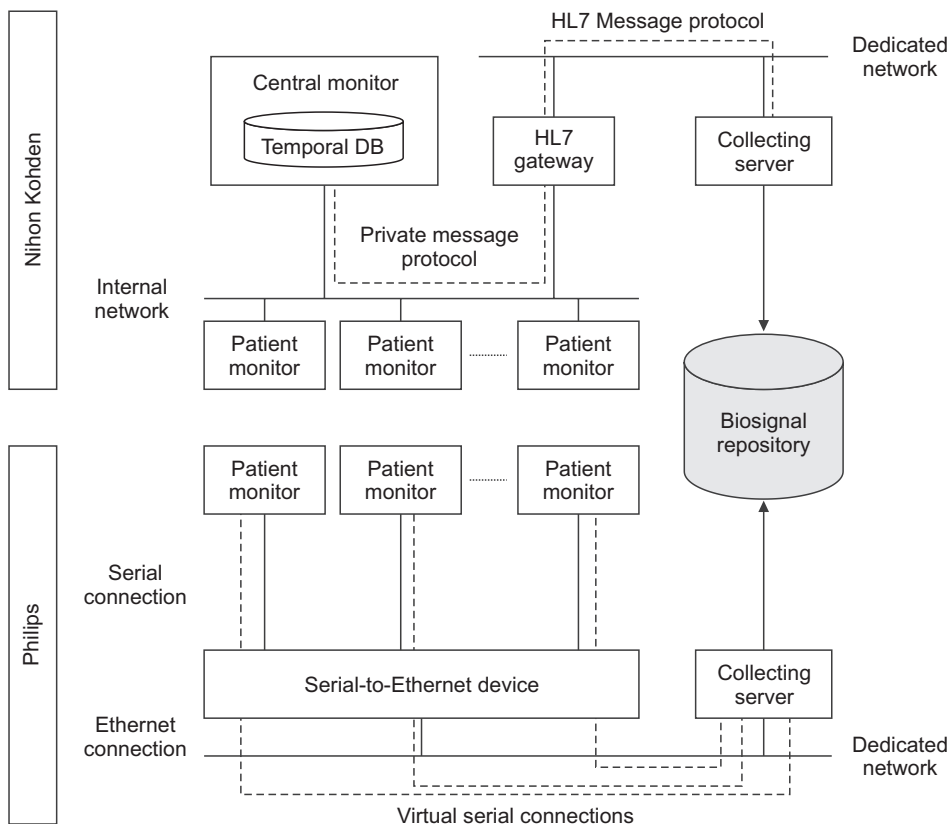 HL7 Message protocol
Dedicated
network
Central monitor
Temporal DB
HL7
gateway
Collecting
server
Nihon Kohden
Private message
protocol
Internal
network
Patient
monitor
Patient
monitor
Patient
monitor
Biosignal
repository
Patient
monitor
Patient
monitor
Patient
monitor
Serial
connection
Philips
Serial-to-Ethernet device
Collecting
server
Ethernet
connection
Dedicated
network
Virtual serial connections